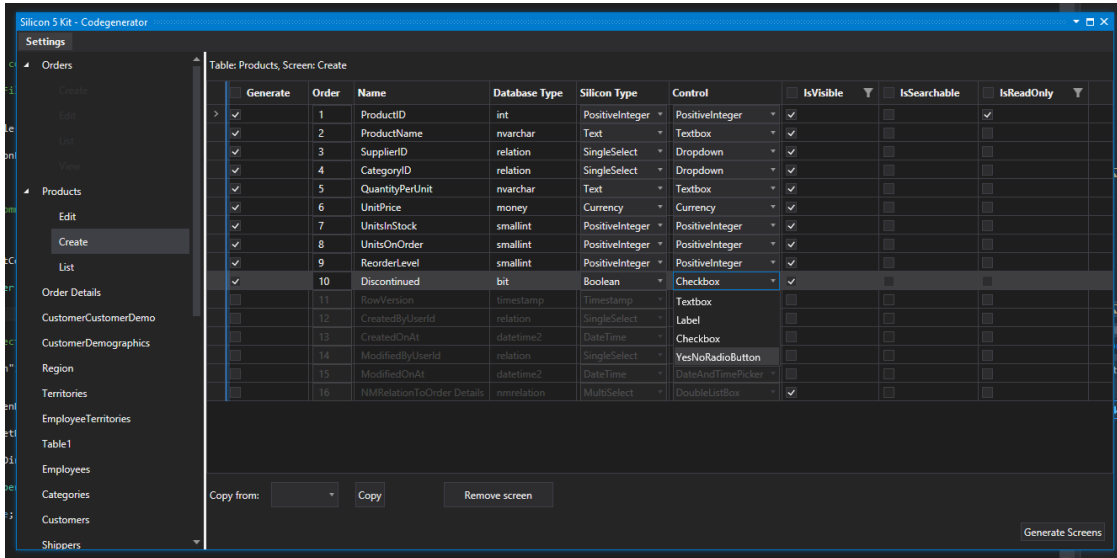 Silicon 5 Kit - Codegenerator
Settings
Orders
Create
Edit
List
View
Products
Edit
Create
List
Order Details
CustomerCustomerDemo
CustomerDemographics
Region
Territories
EmployeeTerritories
Table1
Employees
Categories
Customers
Shippers
Table: Products, Screen: Create
Generate Order Name Database Type Silicon Type Control IsVisible IsSearchable IsReadOnly
1 ProductID int PositiveInteger PositiveInteger
2 ProductName nvarchar Text Textbox
3 SupplierID relation SingleSelect Dropdown
4 CategoryID relation SingleSelect Dropdown
5 QuantityPerUnit nvarchar Text Textbox
6 UnitPrice money Currency Currency
7 UnitsInStock smallint PositiveInteger PositiveInteger
8 UnitsOnOrder smallint PositiveInteger PositiveInteger
9 ReorderLevel smallint PositiveInteger PositiveInteger
10 Discontinued bit Boolean Checkbox
11 RowVersion timestamp Timestamp Textbox
12 CreatedByUserId relation SingleSelect Label
13 CreatedOnAt datetime2 DateTime Checkbox
14 ModifiedByUserId relation SingleSelect YesNoRadioButton
15 ModifiedOnAt datetime2 DateTime DateAndTimePicker
16 NMRelationToOrder Details nmrelation MultiSelect DoubleListBox
Copy from: Copy Remove screen
Generate Screens